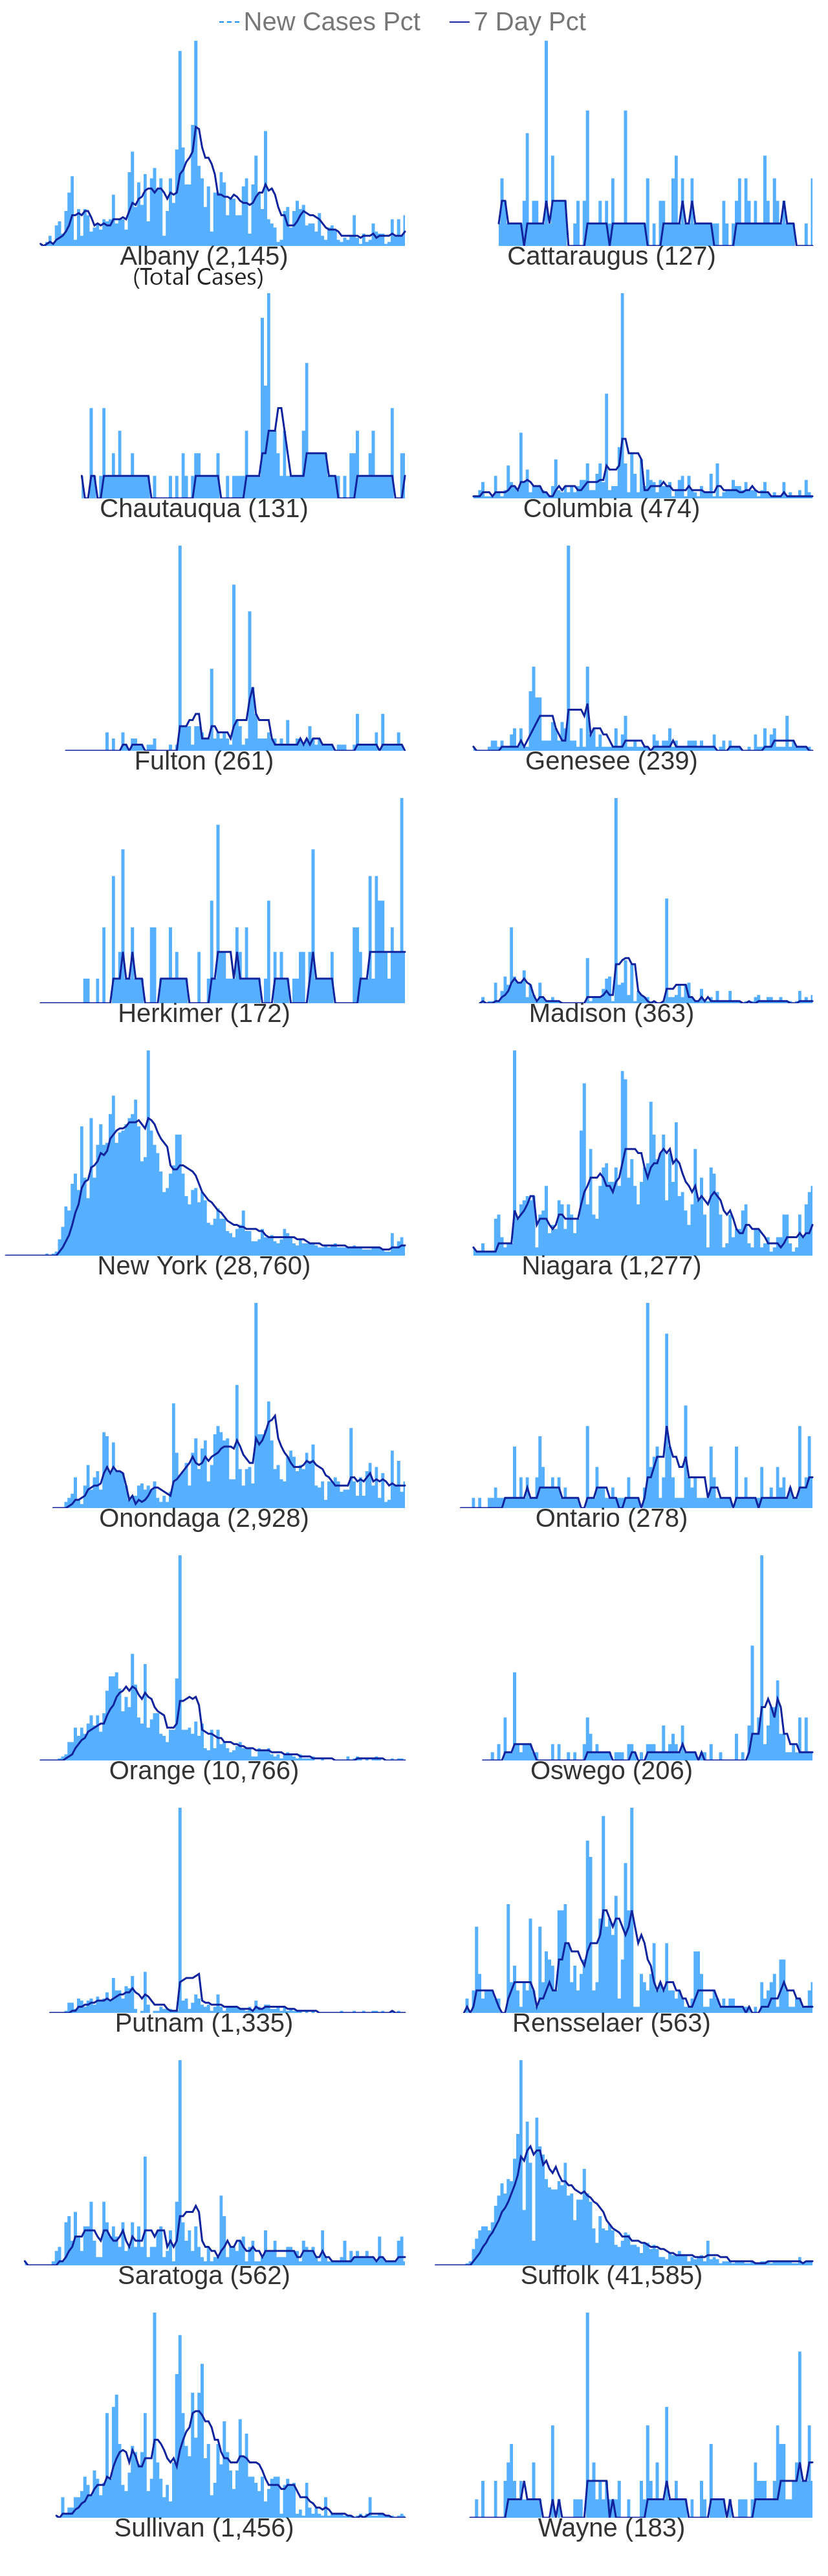 New Cases Pct 7 Day Pct
Albany (2,145) Cattaraugus (127)
(Total Cases)
Chautauqua (131) Columbia (474)
Fulton (261) Genesee (239)
Herkimer (172) Madison (363)
New York (28,760) Niagara (1,277)
Onondaga (2,928) Ontario (278)
Orange (10,766) Oswego (206)
Putnam (1,335) Rensselaer (563)
Saratoga (562) Suffolk (41,585)
Sullivan (1,456) Wayne (183)